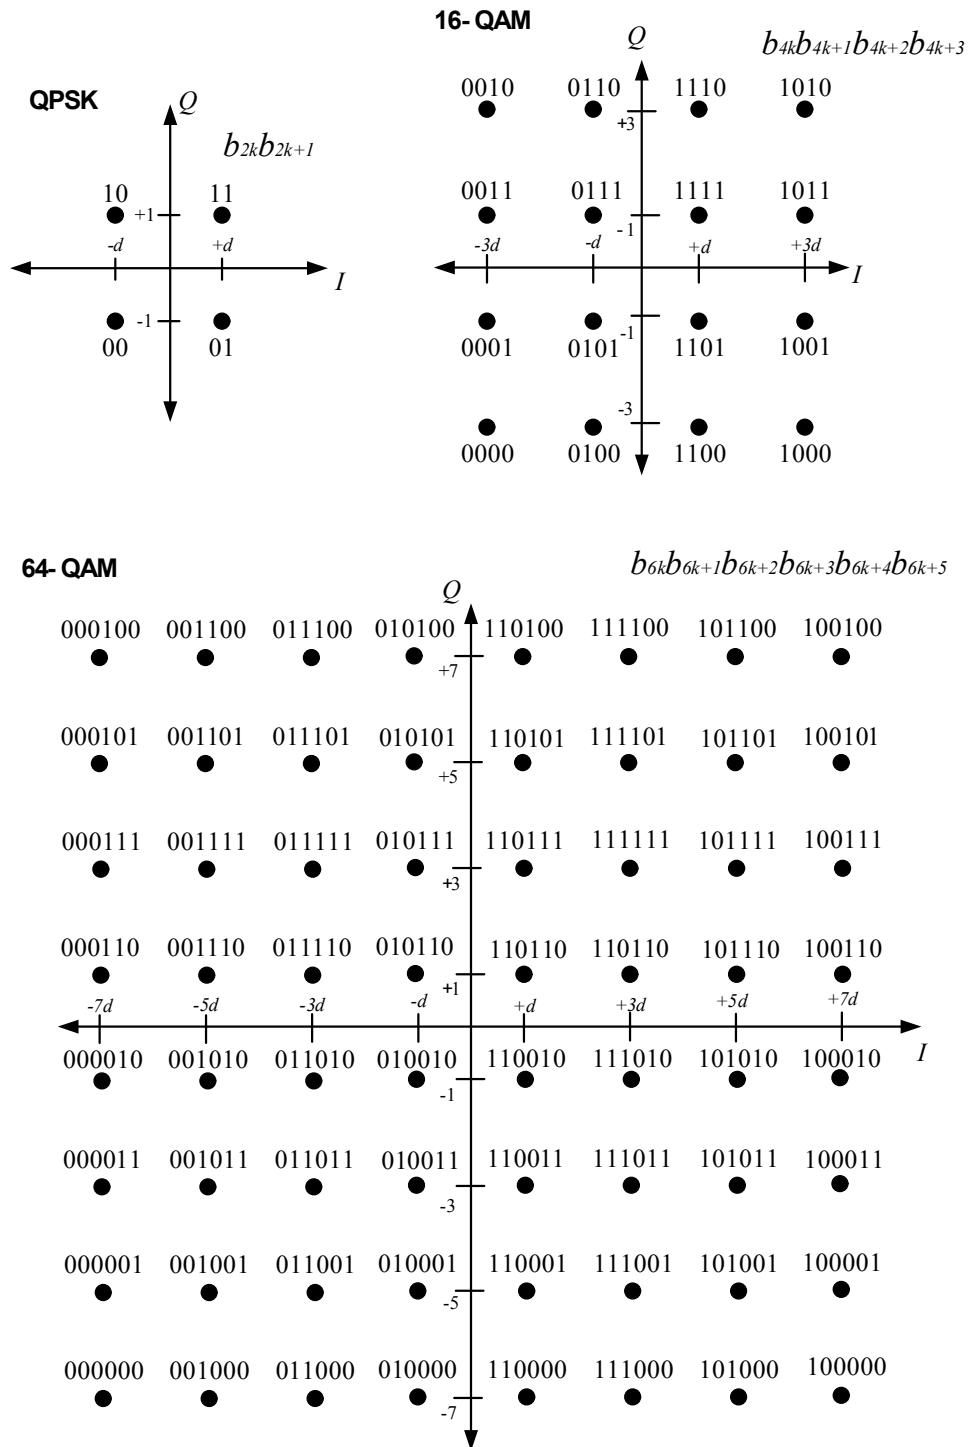 16- QAM
Q
b4kb4k+1b4k+2b4k+3
0010 0110 1110 1010
+3
0011 0111 1111 1011
-1
-3d -d +d +3d
I
0001 0101 -1 1101 1001
-3
0000 0100 1100 1000
QPSK
Q
b2kb2k+1
10 11
+1
-d +d
I
-1
00 01
64- QAM
b6kb6k+1b6k+2b6k+3b6k+4b6k+5
Q
000100 001100 011100 010100 110100 111100 101100 100100
+7
000101 001101 011101 010101 110101 111101 101101 100101
+5
000111 001111 011111 010111 110111 111111 101111 100111
+3
000110 001110 011110 010110 110110 110110 101110 100110
+1
-7d -5d -3d -d +d +3d +5d +7d
I
000010 001010 011010 010010 110010 111010 101010 100010
-1
000011 001011 011011 010011 110011 111011 101011 100011
-3
000001 001001 011001 010001 110001 111001 101001 100001
-5
000000 001000 011000 010000 110000 111000 101000 100000
-7